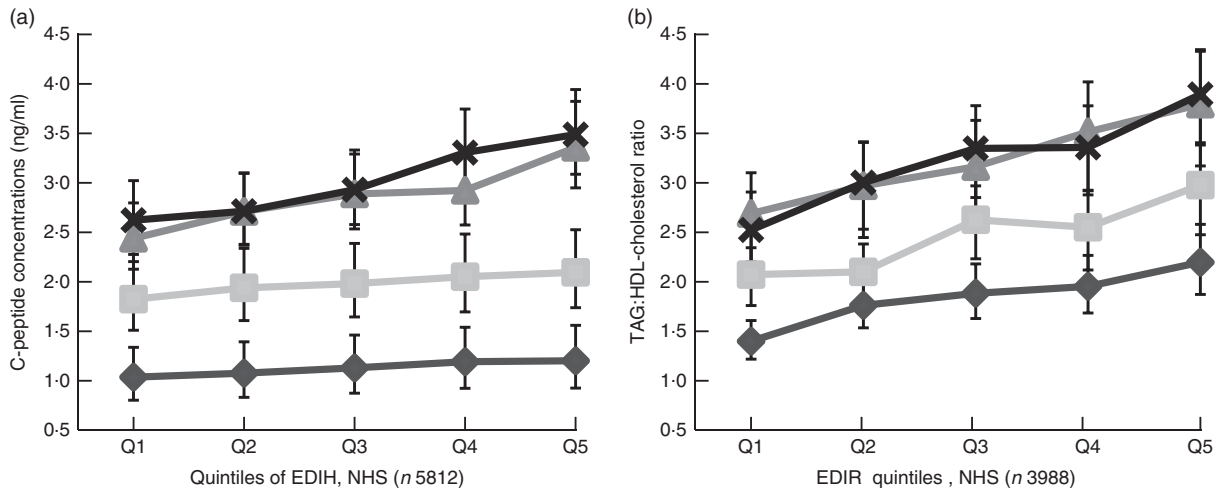 (a)
4·5
4·0
3·5
3·0
2·5
2·0
1·5
1·0
0·5
C-peptide concentrations (ng/ml)
Q1 Q2 Q3 Q4 Q5
Quintiles of EDIH, NHS (n 5812)
(b)
4·5
4·0
3·5
3·0
2·5
2·0
1·5
1·0
0·5
TAG:HDL-cholesterol ratio
Q1 Q2 Q3 Q4 Q5
EDIR quintiles , NHS (n 3988)